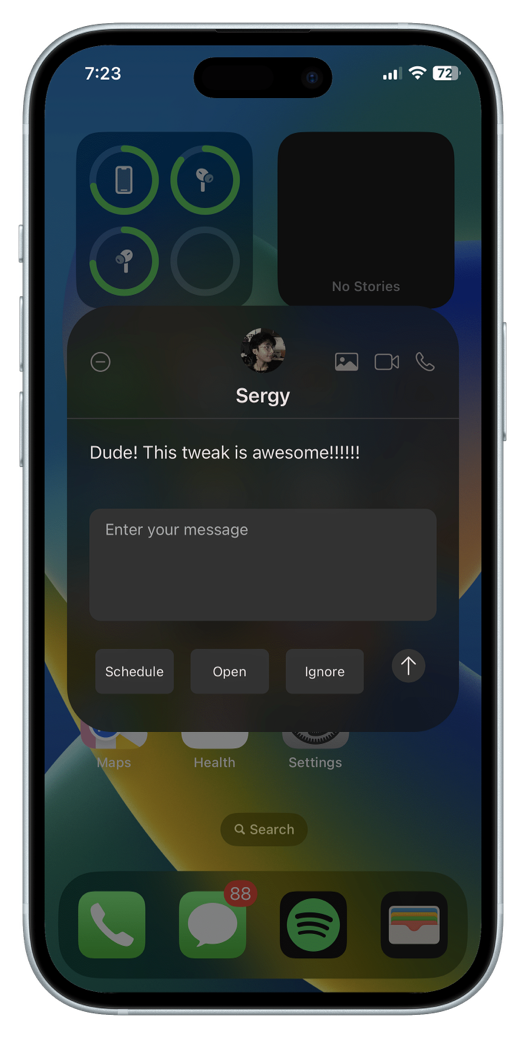 7:23
72
No Stories
Sergy
Dude! This tweak is awesome!!!!!!
Enter your message
Schedule
Open
Ignore
Maps
Health
Settings
Search
88